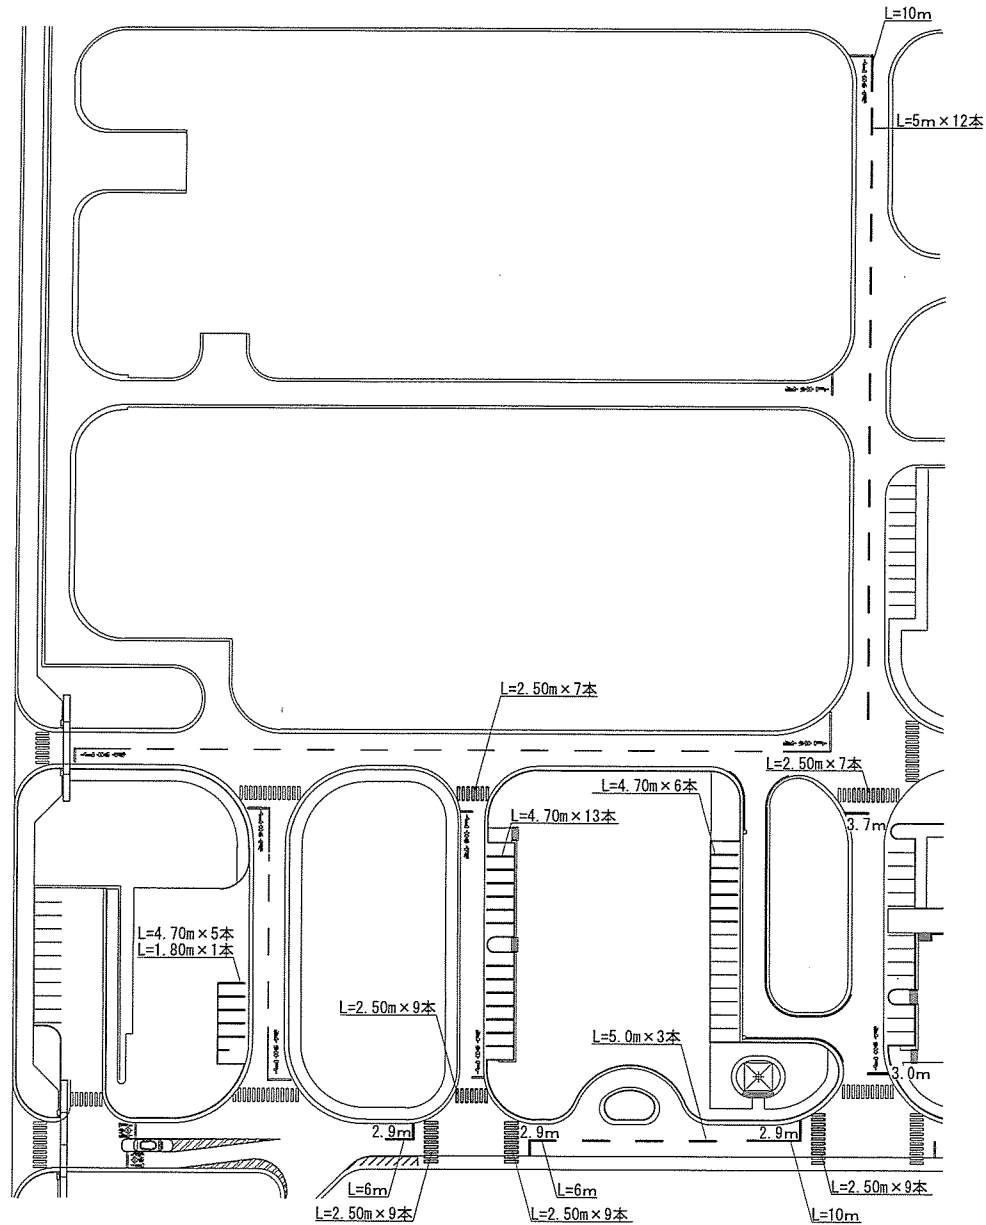 L=10m
L=5m×12本
L=2.50m×7本
L=2.50m×7本
L=4.70m×6本
L=4.70m×13本
3.7m
L=4.70m×5本
L=1.80m×1本
L=2.50m×9本
L=5.0m×3本
3.0m
2.9m
2.9m
2.9m
L=6m
L=6m
L=2.50m×9本
L=2.50m×9本
L=2.50m×9本
L=10m